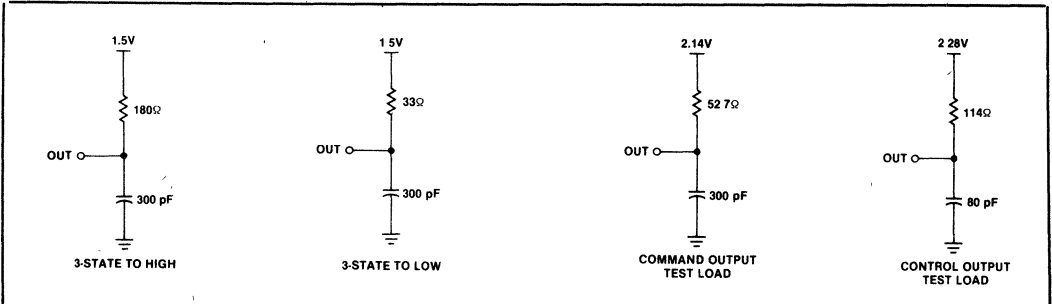 1.5V
180Ω
OUT
300 pF
3-STATE TO HIGH
1 5V
33Ω
OUT
300 pF
3-STATE TO LOW
2.14V
52 7Ω
OUT
300 pF
COMMAND OUTPUT
TEST LOAD
2 28V
114Ω
OUT
80 pF
CONTROL OUTPUT
TEST LOAD